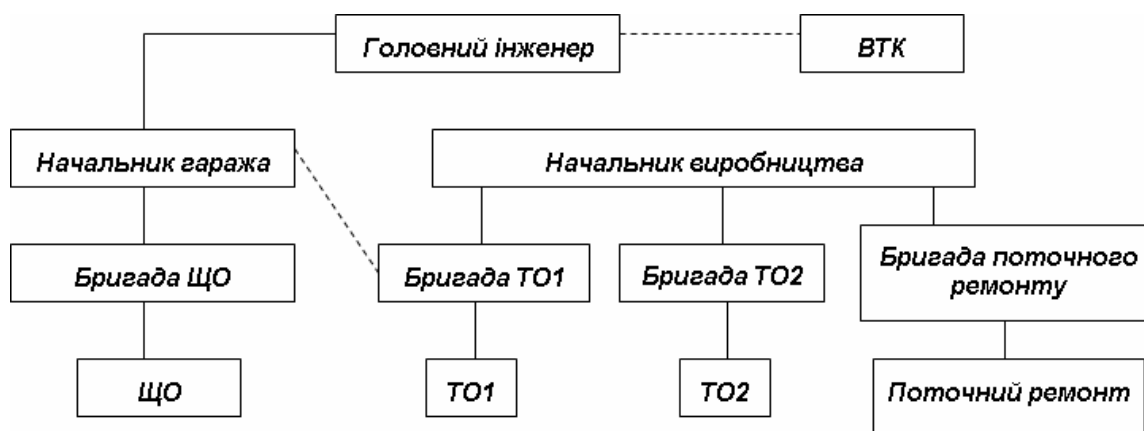 Головний інженер
ВТК
Начальник гаража
Начальник виробництва
Бригада ЩО
Бригада ТО1
Бригада ТО2
Бригада поточного
ремонту
ЩО
ТО1
ТО2
Поточний ремонт